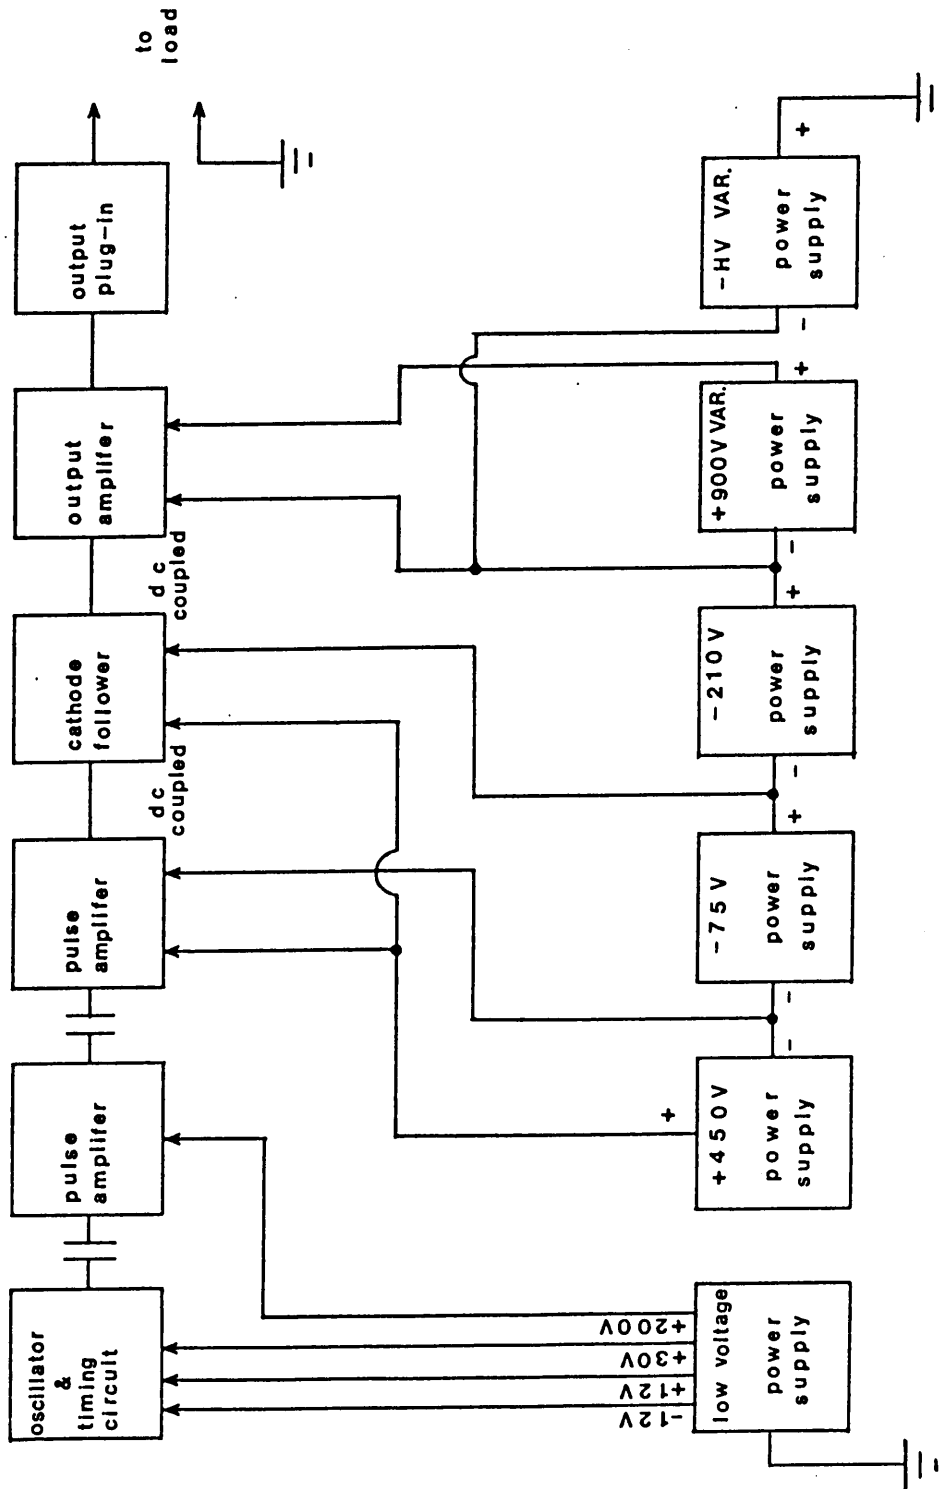 oscillator
&
timing
circuit
pulse
amplifer
pulse
amplifer
dc
coupled
cathode
follower
dc
coupled
output
amplifer
output
plug-in
to
load
-12V
+12V
+30V
+200V
low voltage
power
supply
+
+450V
power
supply
-
-
-75V
power
supply
+
-
-210V
power
supply
+
-
+900V VAR.
power
supply
+
-
-HV VAR.
power
supply
+